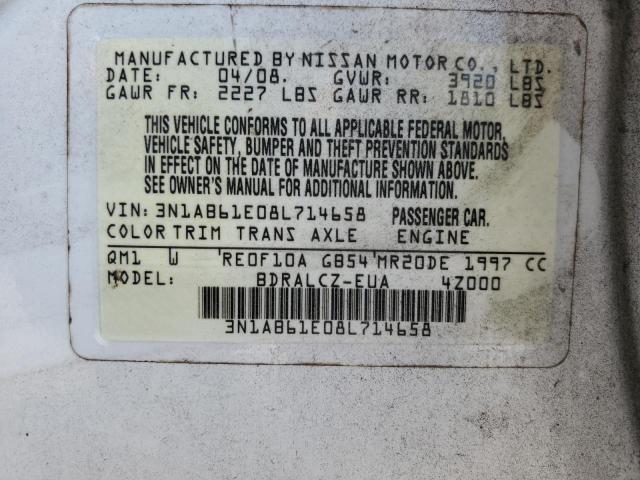 MANUFACTURED BY NISSAN MOTOR CO., LTD.
DATE: 04/08. GVWR: 3920 LBS
GAWR FR: 2227 LBS GAWR RR: 1810 LBS
THIS VEHICLE CONFORMS TO ALL APPLICABLE FEDERAL MOTOR
VEHICLE SAFETY, BUMPER AND THEFT PREVENTION STANDARDS
IN EFFECT ON THE DATE OF MANUFACTURE SHOWN ABOVE.
SEE OWNER'S MANUAL FOR ADDITIONAL INFORMATION.
VIN: 3N1AB61E08L714658 PASSENGER CAR.
COLOR TRIM TRANS AXLE ENGINE
QM1 W RE0F10A GB54 MR20DE 1997 CC
MODEL: BDRALCZ-EUA 4Z000
3N1AB61E08L714658